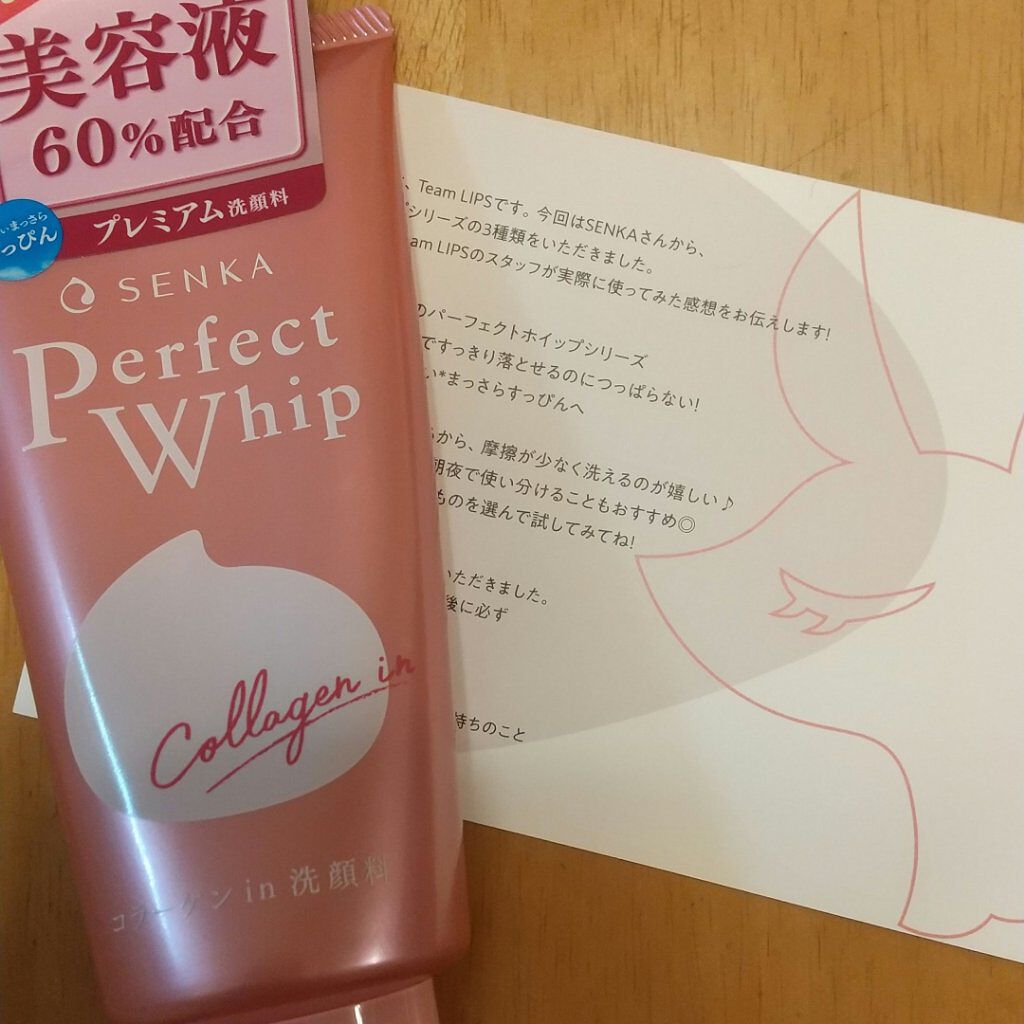 美容液
60%配合
プレミアム洗顔料
いまっさら
っぴん
SENKA
Perfect
Whip
Collagen in
コラーゲン in 洗顔料
、Team LIPSです。今回はSENKAさんから、
シリーズの3種類をいただきました。
am LIPSのスタッフが実際に使ってみた感想をお伝えします!
のパーフェクトホイップシリーズ
ですっきり落とせるのにつっぱらない!
い*まっさらすっぴんへ
から、摩擦が少なく洗えるのが嬉しい♪
朝夜で使い分けることもおすすめ◎
ものを選んで試してみてね!
いただきました。
後に必ず
持ちのこと